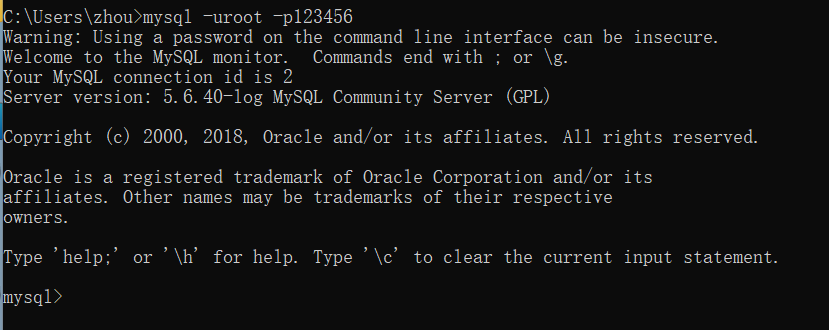 C:\Users\zhou>mysql -uroot -p123456
Warning: Using a password on the command line interface can be insecure.
Welcome to the MySQL monitor.  Commands end with ; or \g.
Your MySQL connection id is 2
Server version: 5.6.40-log MySQL Community Server (GPL)
Copyright (c) 2000, 2018, Oracle and/or its affiliates. All rights reserved.
Oracle is a registered trademark of Oracle Corporation and/or its
affiliates. Other names may be trademarks of their respective
owners.
Type 'help;' or '\h' for help. Type '\c' to clear the current input statement.
mysql>